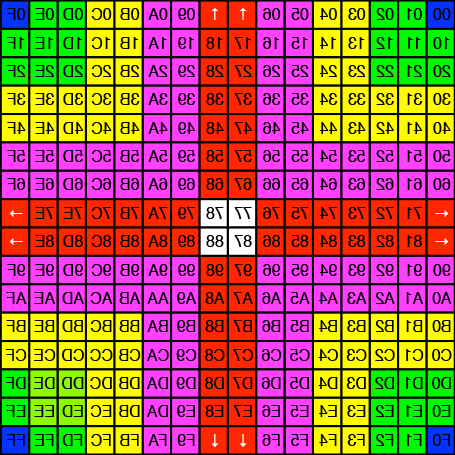 00 01 02 03 04 05 06 ↑ ↑ 09 0A 0B 0C 0D 0E 0F
10 11 12 13 14 15 16 17 18 19 1A 1B 1C 1D 1E 1F
20 21 22 23 24 25 26 27 28 29 2A 2B 2C 2D 2E 2F
30 31 32 33 34 35 36 37 38 39 3A 3B 3C 3D 3E 3F
40 41 42 43 44 45 46 47 48 49 4A 4B 4C 4D 4E 4F
50 51 52 53 54 55 56 57 58 59 5A 5B 5C 5D 5E 5F
60 61 62 63 64 65 66 67 68 69 6A 6B 6C 6D 6E 6F
← 71 72 73 74 75 76 77 78 79 7A 7B 7C 7D 7E →
← 81 82 83 84 85 86 87 88 89 8A 8B 8C 8D 8E →
90 91 92 93 94 95 96 97 98 99 9A 9B 9C 9D 9E 9F
A0 A1 A2 A3 A4 A5 A6 A7 A8 A9 AA AB AC AD AE AF
B0 B1 B2 B3 B4 B5 B6 B7 B8 B9 BA BB BC BD BE BF
C0 C1 C2 C3 C4 C5 C6 C7 C8 C9 CA CB CC CD CE CF
D0 D1 D2 D3 D4 D5 D6 D7 D8 D9 DA DB DC DD DE DF
E0 E1 E2 E3 E4 E5 E6 E7 E8 E9 DA EB EC ED EE EF
F0 F1 F2 F3 F4 F5 F6 ↓ ↓ F9 FA FB FC FD FE FF